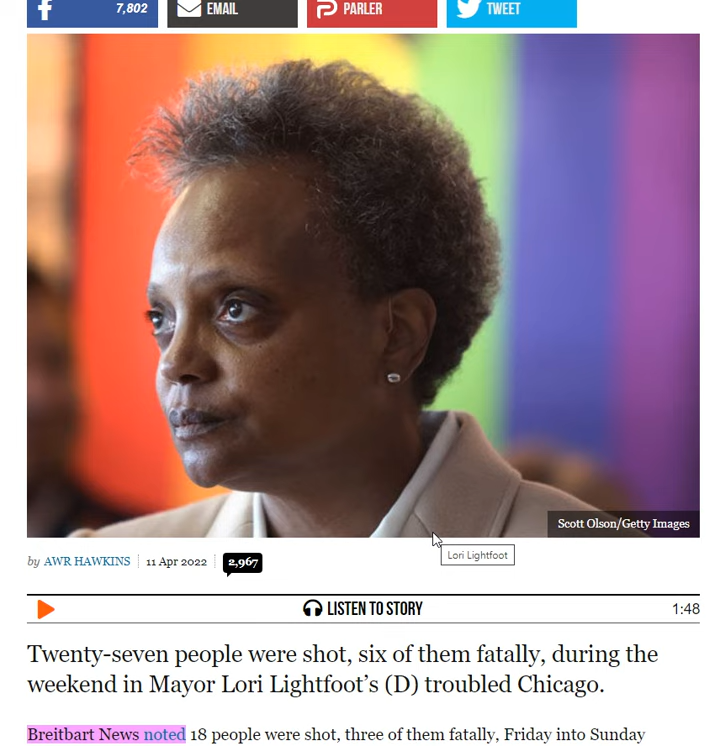 7,802
EMAIL
PARLER
TWEET
Scott Olson/Getty Images
Lori Lightfoot
by AWR HAWKINS 11 Apr 2022 2,967
LISTEN TO STORY 1:48
Twenty-seven people were shot, six of them fatally, during the
weekend in Mayor Lori Lightfoot's (D) troubled Chicago.
Breitbart News noted 18 people were shot, three of them fatally, Friday into Sunday